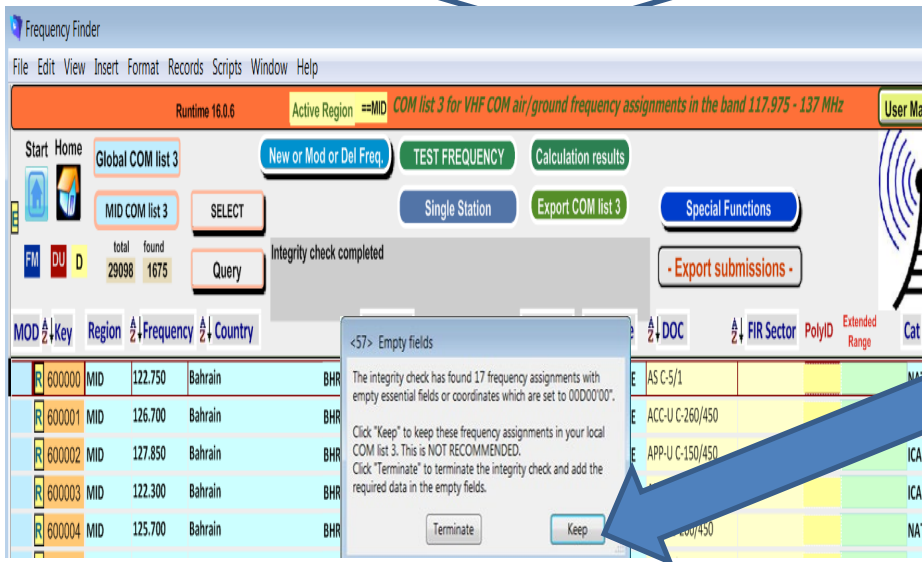 Frequency Finder
File Edit View Insert Format Records Scripts Window Help
Runtime 16.0.6 Active Region ==MID COM list 3 for VHF COM air/ground frequency assignments in the band 117.975 - 137 MHz User Ma
Start Home Global COM list 3 New or Mod or Del Freq. TEST FREQUENCY Calculation results
E MID COM list 3 SELECT Single Station Export COM list 3 Special Functions
FM DU D total found
29098 1675 Query Integrity check completed - Export submissions -
MOD Key Region Frequency Country e DOC FIR Sector PolyID Extended Range Cat
R 600000 MID 122.750 Bahrain BHR E AS C-5/1
R 600001 MID 126.700 Bahrain BHR E ACC-U C-260/450
R 600002 MID 127.850 Bahrain BHR E APP-U C-150/450 ICA
R 600003 MID 122.300 Bahrain BHR ICA
R 600004 MID 125.700 Bahrain BHR NAT
<57> Empty fields
The integrity check has found 17 frequency assignments with
empty essential fields or coordinates which are set to 00D00'00".
Click "Keep" to keep these frequency assignments in your local
COM list 3. This is NOT RECOMMENDED.
Click "Terminate" to terminate the integrity check and add the
required data in the empty fields.
Terminate Keep